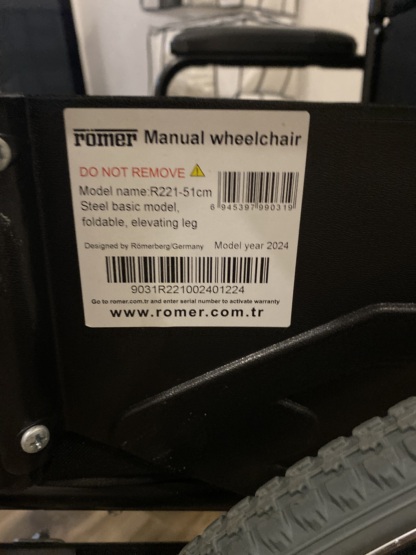 römer Manual wheelchair
DO NOT REMOVE
Model name:R221-51cm
Steel basic model,
foldable, elevating leg
6 945397 990319
Designed by Römerberg/Germany Model year 2024
9031R221002401224
Go to romer.com.tr and enter serial number to activate warranty
www.romer.com.tr